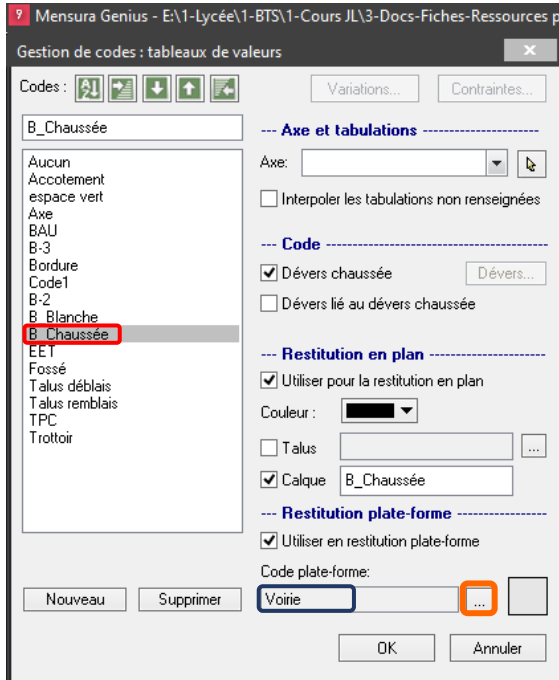 9 Mensura Genius - E:\1-Lycée\1-BTS\1-Cours JL\3-Docs-Fiches-Ressources p
Gestion de codes : tableaux de valeurs x
Codes :
Variations... Contraintes...
B_Chaussée
--- Axe et tabulations ---------------------
Aucun
Accotement
espace vert
Axe
BAU
B-3
Bordure
Code1
B-2
B_Blanche
B_Chaussée
EET
Fossé
Talus déblais
Talus remblais
TPC
Trottoir
Axe:
Interpoler les tabulations non renseignées
--- Code ----------------------------------------
Dévers chaussée Dévers...
Dévers lié au dévers chaussée
--- Restitution en plan ---------------------
Utiliser pour la restitution en plan
Couleur :
Talus ...
Calque B_Chaussée
--- Restitution plate-forme ----------------
Utiliser en restitution plate-forme
Code plate-forme:
Voirie ...
Nouveau Supprimer
OK Annuler